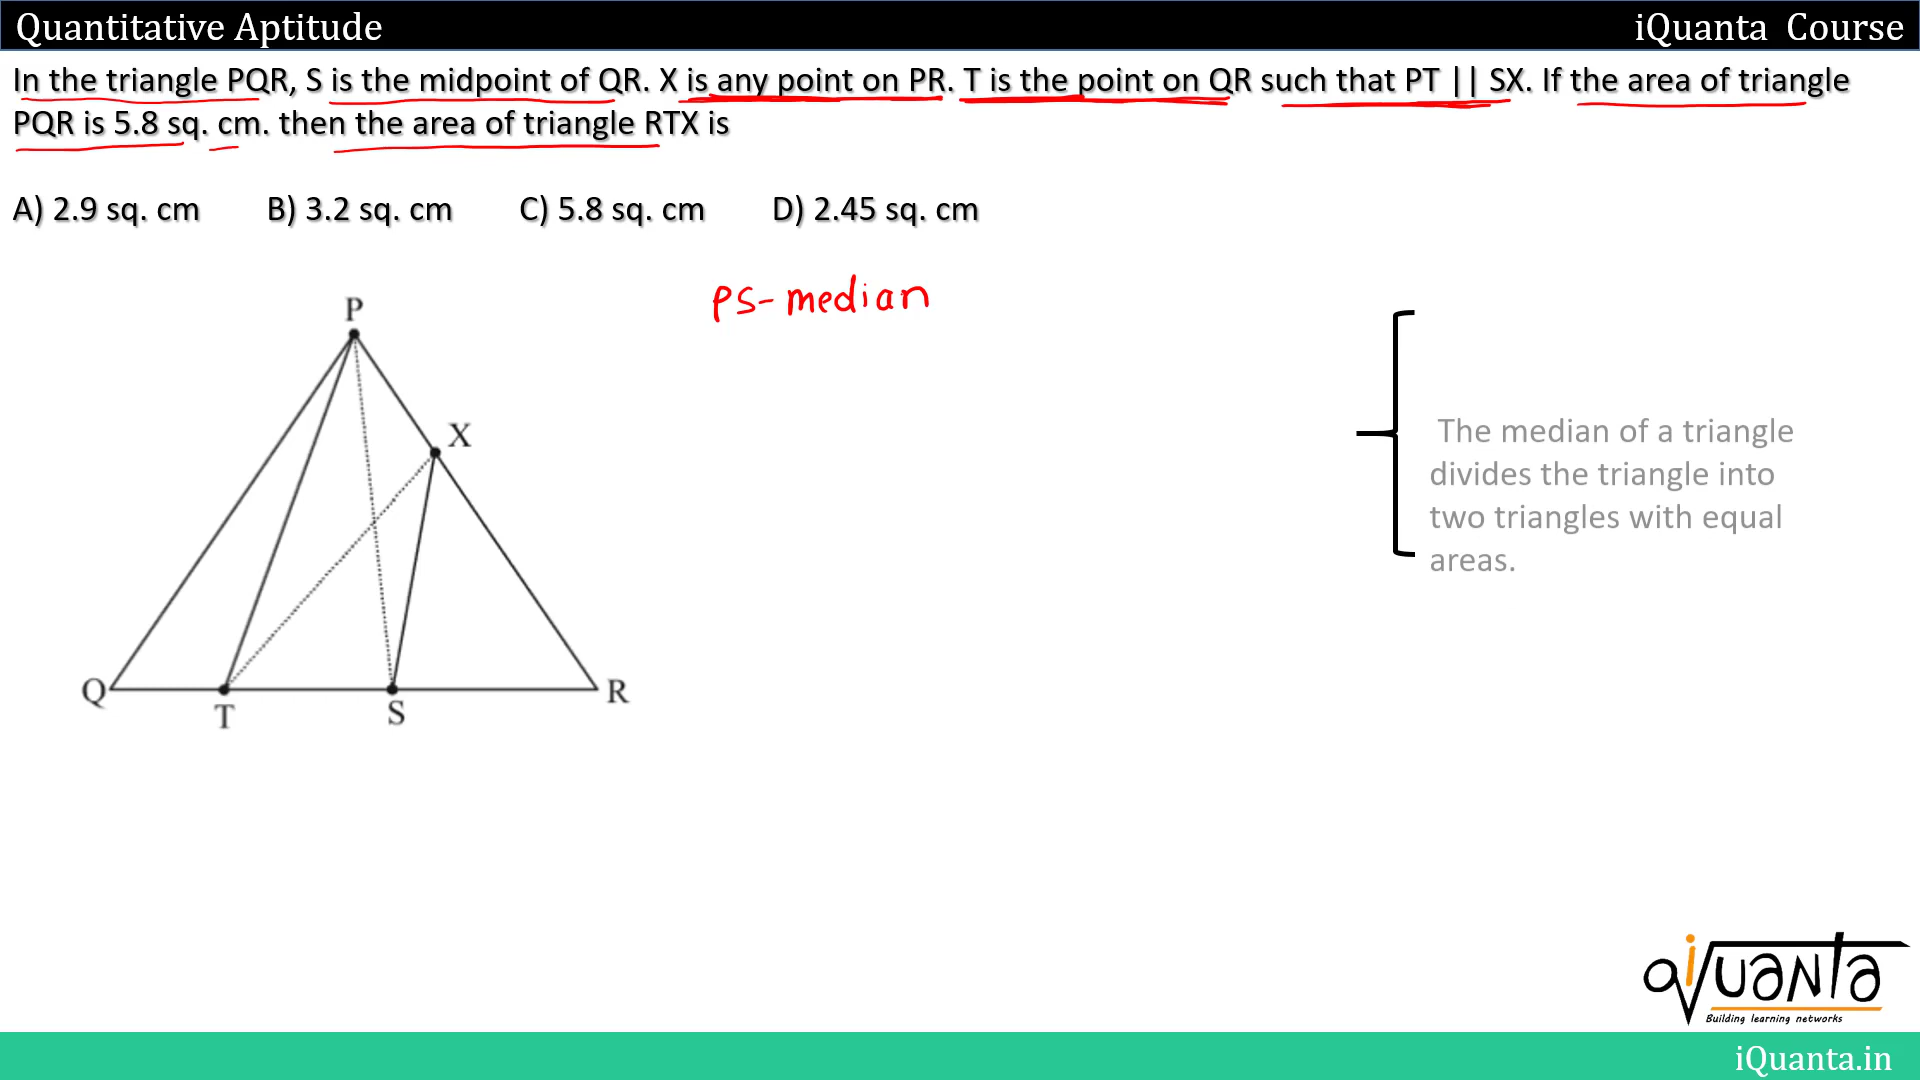 Quantitative Aptitude
iQuanta Course
In the triangle PQR, S is the midpoint of QR. X is any point on PR. T is the point on QR such that PT || SX. If the area of triangle
PQR is 5.8 sq. cm. then the area of triangle RTX is
A) 2.9 sq. cm B) 3.2 sq. cm C) 5.8 sq. cm D) 2.45 sq. cm
PS- median
P
X
Q
T
S
R
The median of a triangle
divides the triangle into
two triangles with equal
areas.
iQuanta
Building learning networks
iQuanta.in